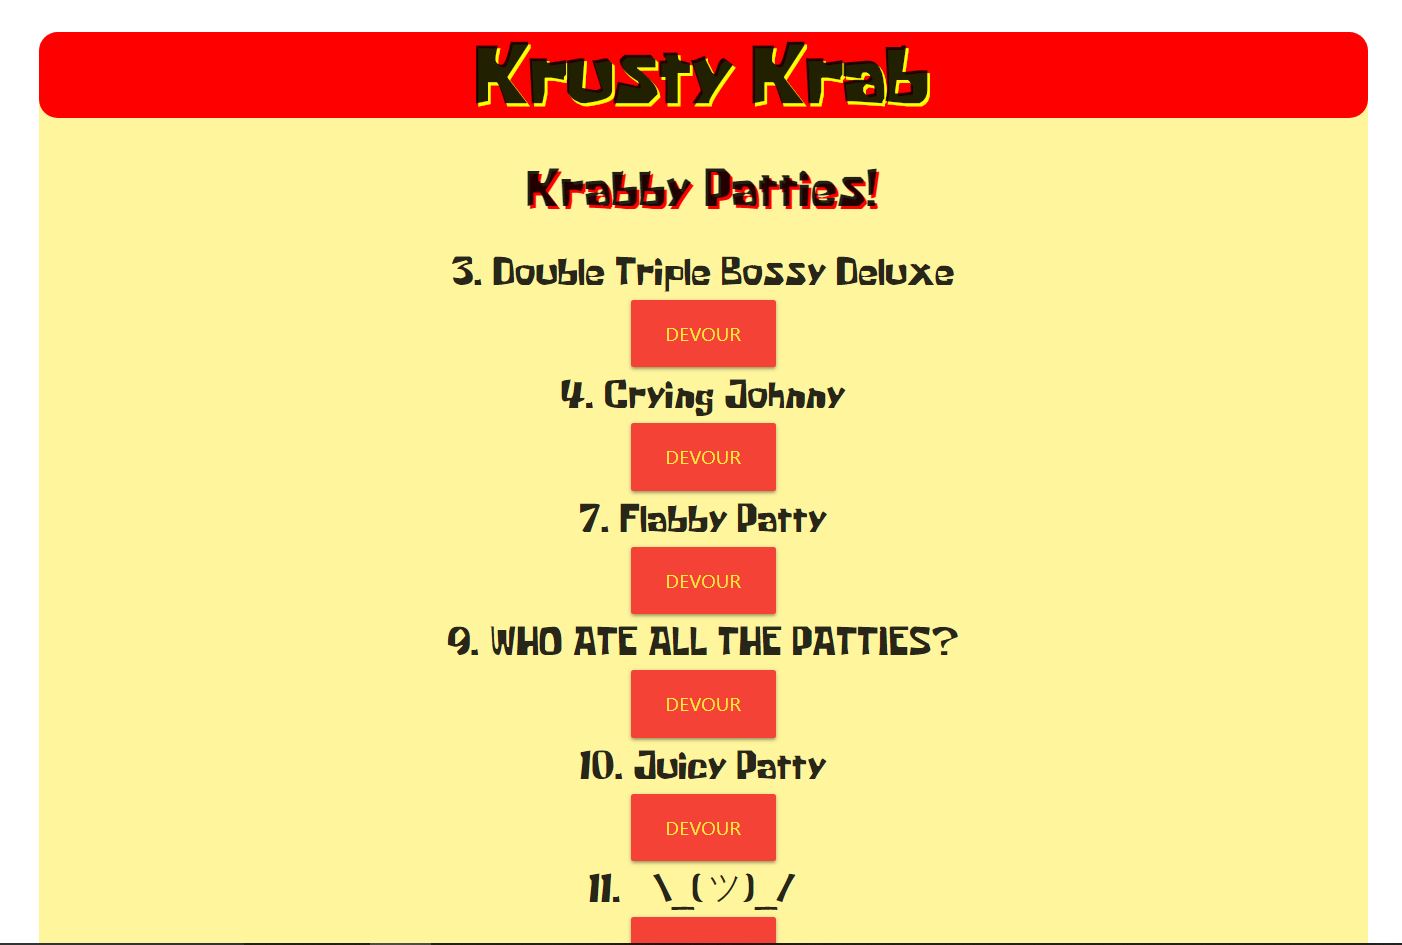 Krusty Krab
Krabby Patties!
3. Double Triple Bossy Deluxe
DEVOUR
4. Crying Johnny
DEVOUR
7. Flabby Patty
DEVOUR
9. WHO ATE ALL THE PATTIES?
DEVOUR
10. Juicy Patty
DEVOUR
11. \_(ツ)_/